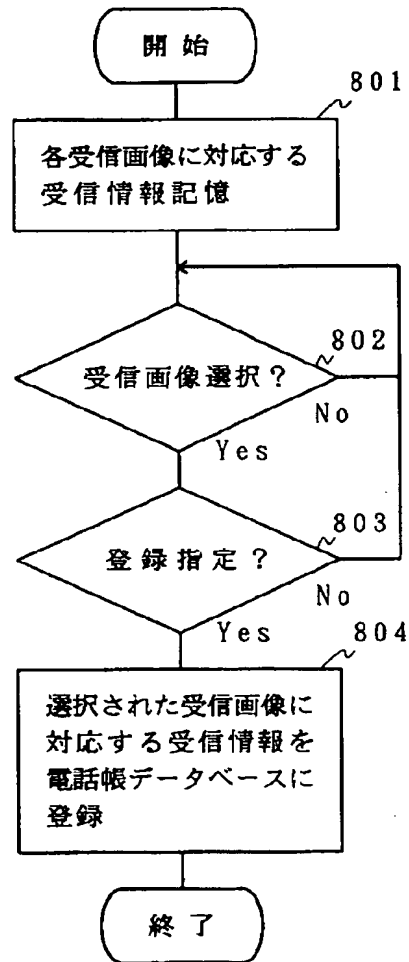 開始
801
各受信画像に対応する
受信情報記憶
802
受信画像選択?
No
Yes
803
登録指定?
No
Yes
804
選択された受信画像に
対応する受信情報を
電話帳データベースに
登録
終了